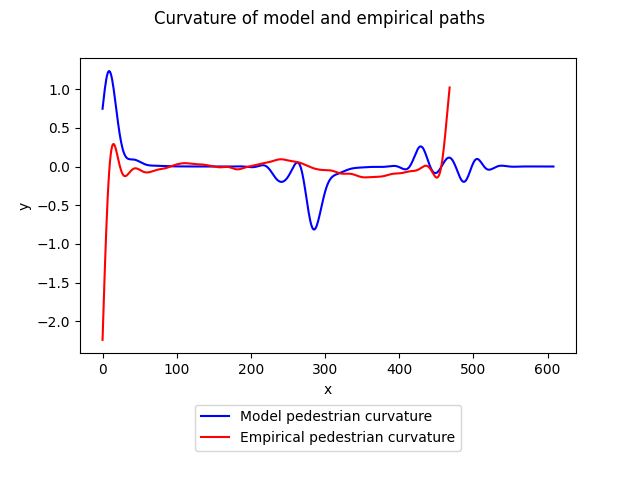 Curvature of model and empirical paths
1.0
0.5
0.0
−0.5
−1.0
−1.5
−2.0
y
0 100 200 300 400 500 600
x
Model pedestrian curvature
Empirical pedestrian curvature